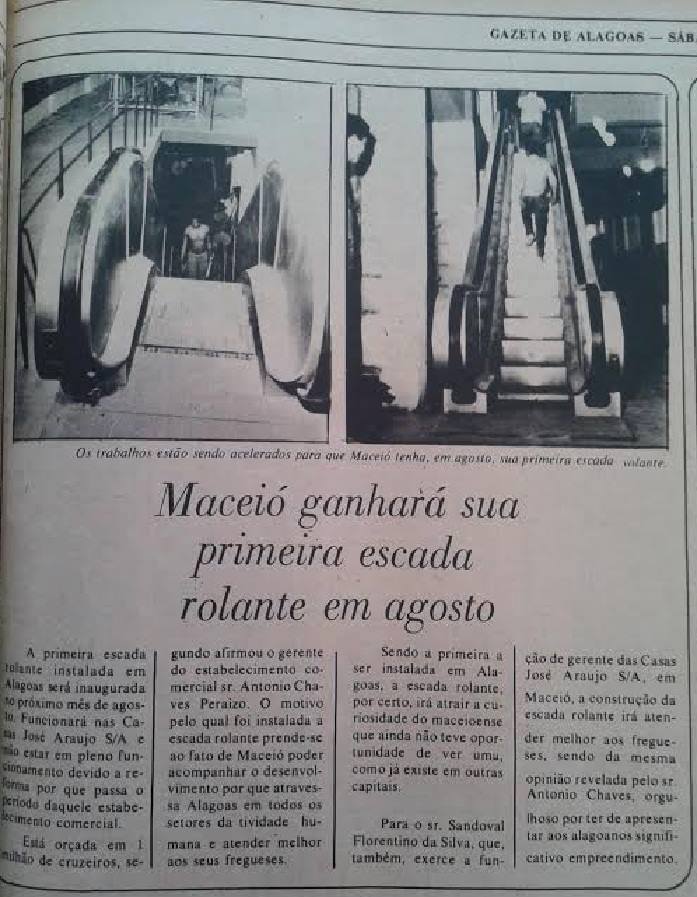 GAZETA DE ALAGOAS — SÁB.
Os trabalhos estão sendo acelerados para que Maceió tenha, em agosto, sua primeira escada volante.
Maceió ganhará sua
primeira escada
rolante em agosto
A primeira escada
rolante instalada em
Alagoas será inaugurada
no próximo mês de agos-
to. Funcionará nas Ca-
sas José Araujo S/A e
não estar em pleno fun-
cionamento devido a re-
forma por que passa o
período daquele estabe-
lecimento comercial.
Está orçada em 1
milhão de cruzeiros, se-
gundo afirmou o gerente
do estabelecimento co-
mercial sr. Antonio Cha-
ves Peraizo. O motivo
pelo qual foi instalada a
escada rolante prende-se
ao fato de Maceió poder
acompanhar o desenvol-
vimento por que atraves-
sa Alagoas em todos os
setores da tividade hu-
mana e atender melhor
aos seus fregueses.
Sendo a primeira a
ser instalada em Ala-
goas, a escada rolante,
por certo, irá atrair a cu-
riosidade do maceioense
que ainda não teve opor-
tunidade de ver umu,
como já existe em outras
capitais.
Para o sr. Sandoval
Florentino da Silva, que,
também, exerce a fun-
ção de gerente das Casas
José Araujo S/A, em
Maceió, a construção da
escada rolante irá aten-
der melhor aos fregue-
ses, sendo da mesma
opinião revelada pelo sr.
Antonio Chaves, orgu-
lhoso por ter de apresen-
tar aos alagoanos signifi-
cativo empreendimento.